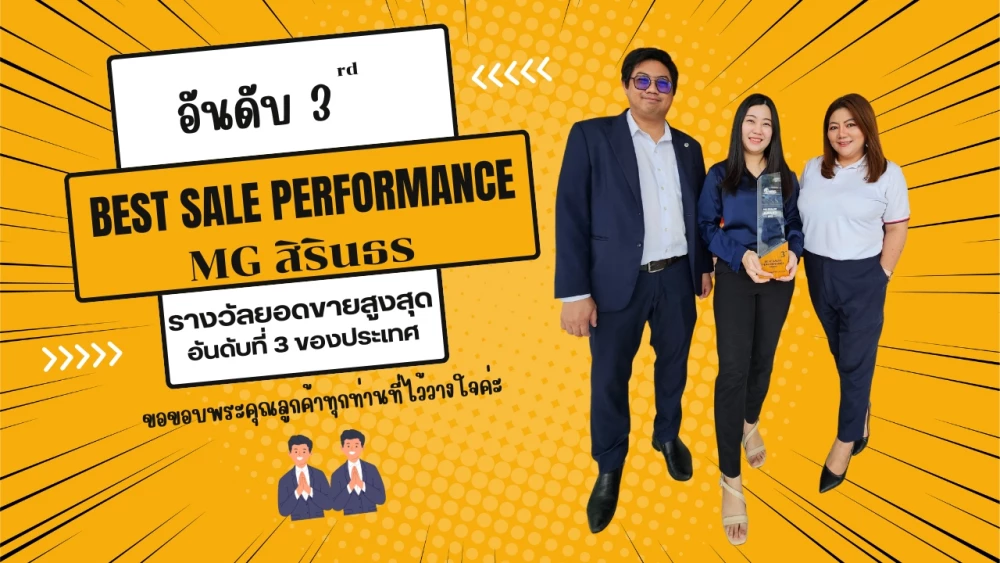 อันดับ 3 rd
BEST SALE PERFORMANCE
MG สิรินธร
รางวัลยอดขายสูงสุด
อันดับที่ 3 ของประเทศ
ขอขอบพระคุณลูกค้าทุกท่านที่ไว้วางใจค่ะ
3